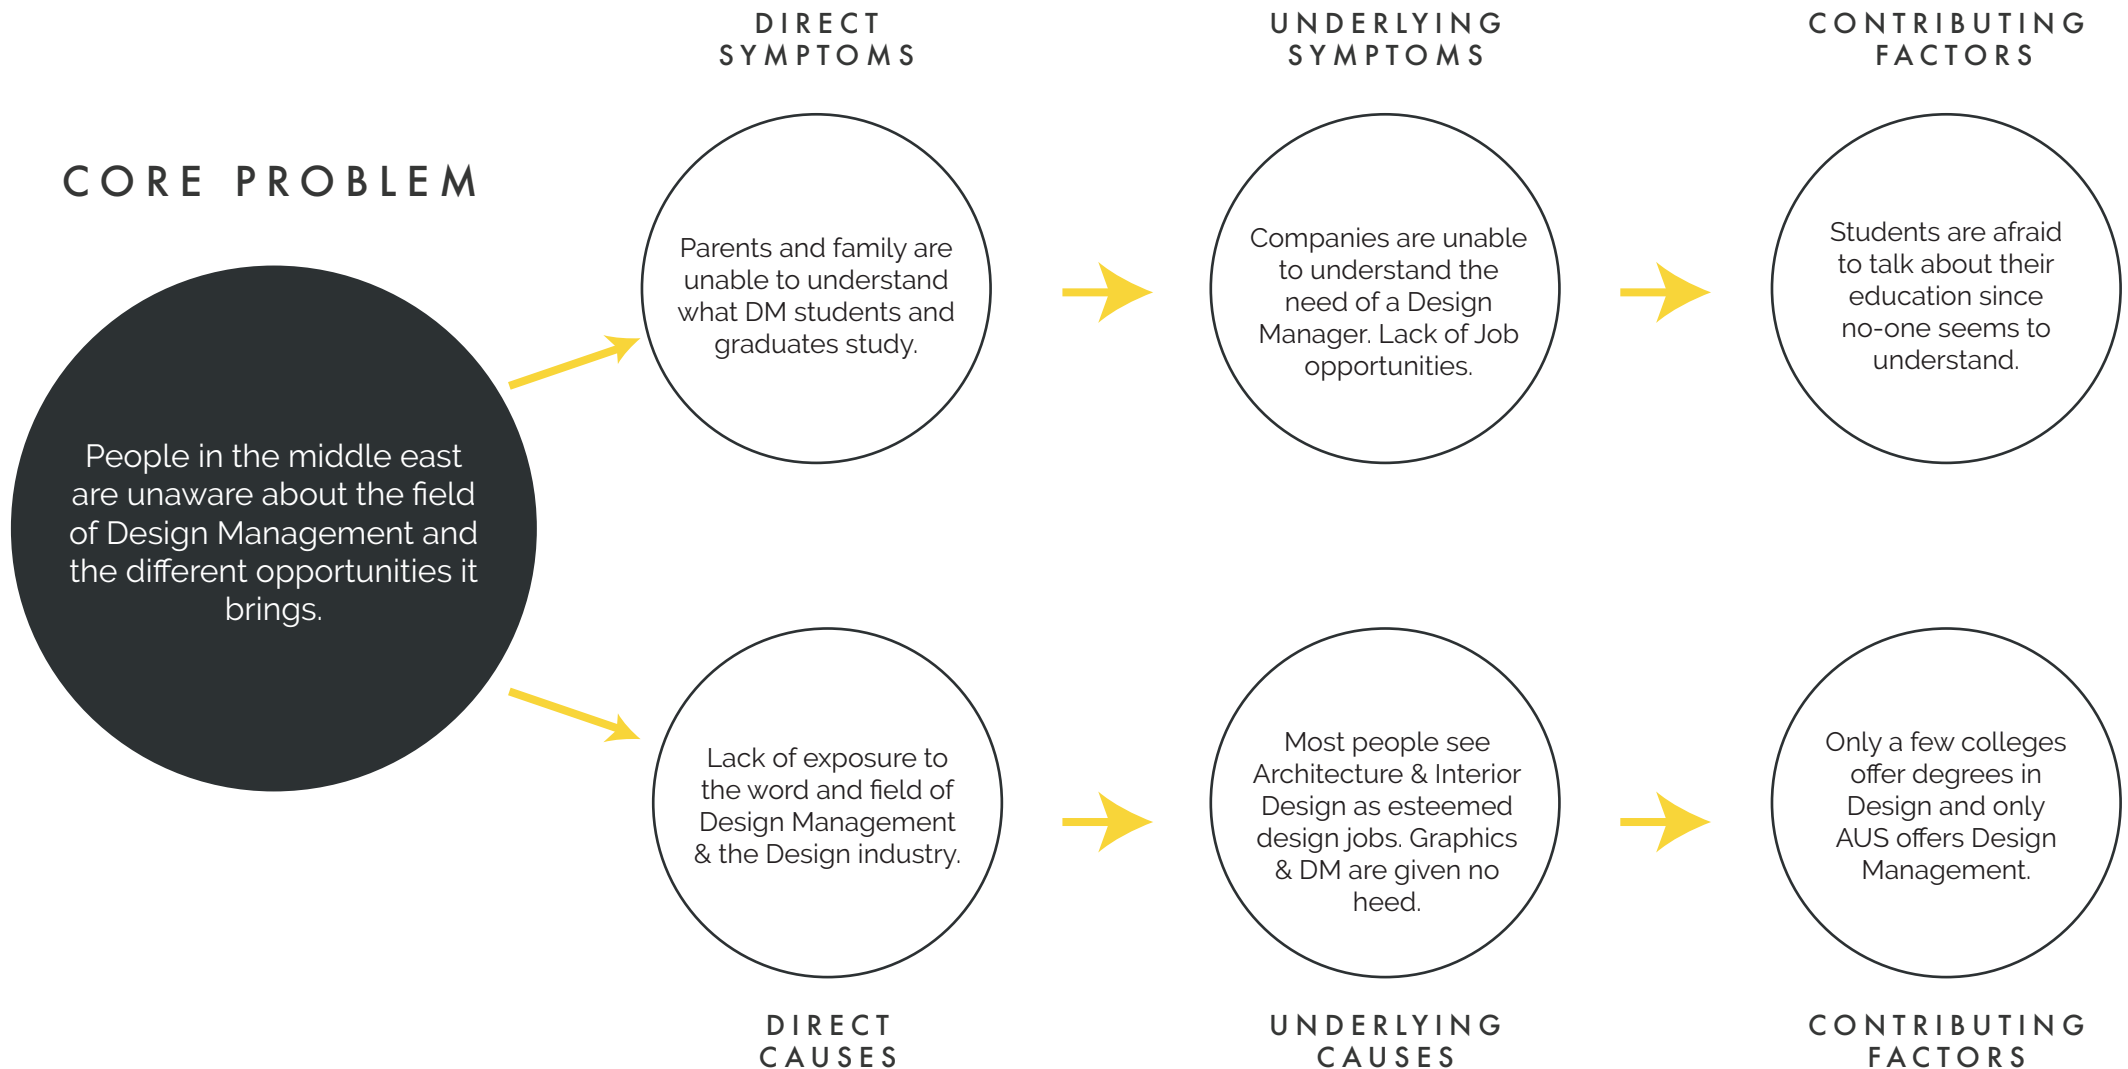 CORE PROBLEM
People in the middle east
are unaware about the field
of Design Management and
the different opportunities it
brings.
DIRECT
SYMPTOMS
Parents and family are
unable to understand
what DM students and
graduates study.
UNDERLYING
SYMPTOMS
Companies are unable
to understand the
need of a Design
Manager. Lack of Job
opportunities.
CONTRIBUTING
FACTORS
Students are afraid
to talk about their
education since
no-one seems to
understand.
Lack of exposure to
the word and field of
Design Management
& the Design industry.
DIRECT
CAUSES
Most people see
Architecture & Interior
Design as esteemed
design jobs. Graphics
& DM are given no
heed.
UNDERLYING
CAUSES
Only a few colleges
offer degrees in
Design and only
AUS offers Design
Management.
CONTRIBUTING
FACTORS